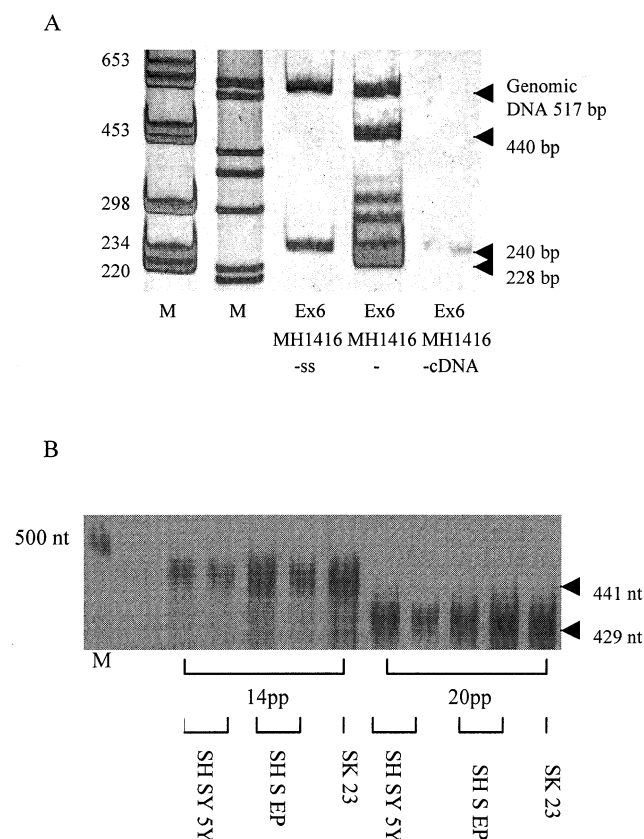 A
653
453
298
234
220
Genomic
DNA 517 bp
440 bp
240 bp
228 bp
M M Ex6 Ex6 Ex6
MH1416 MH1416 MH1416
-ss - -cDNA
B
500 nt
441 nt
429 nt
M
14pp 20pp
SH SY 5Y SH S EP SK 23 SH SY 5Y SH S EP SK 23